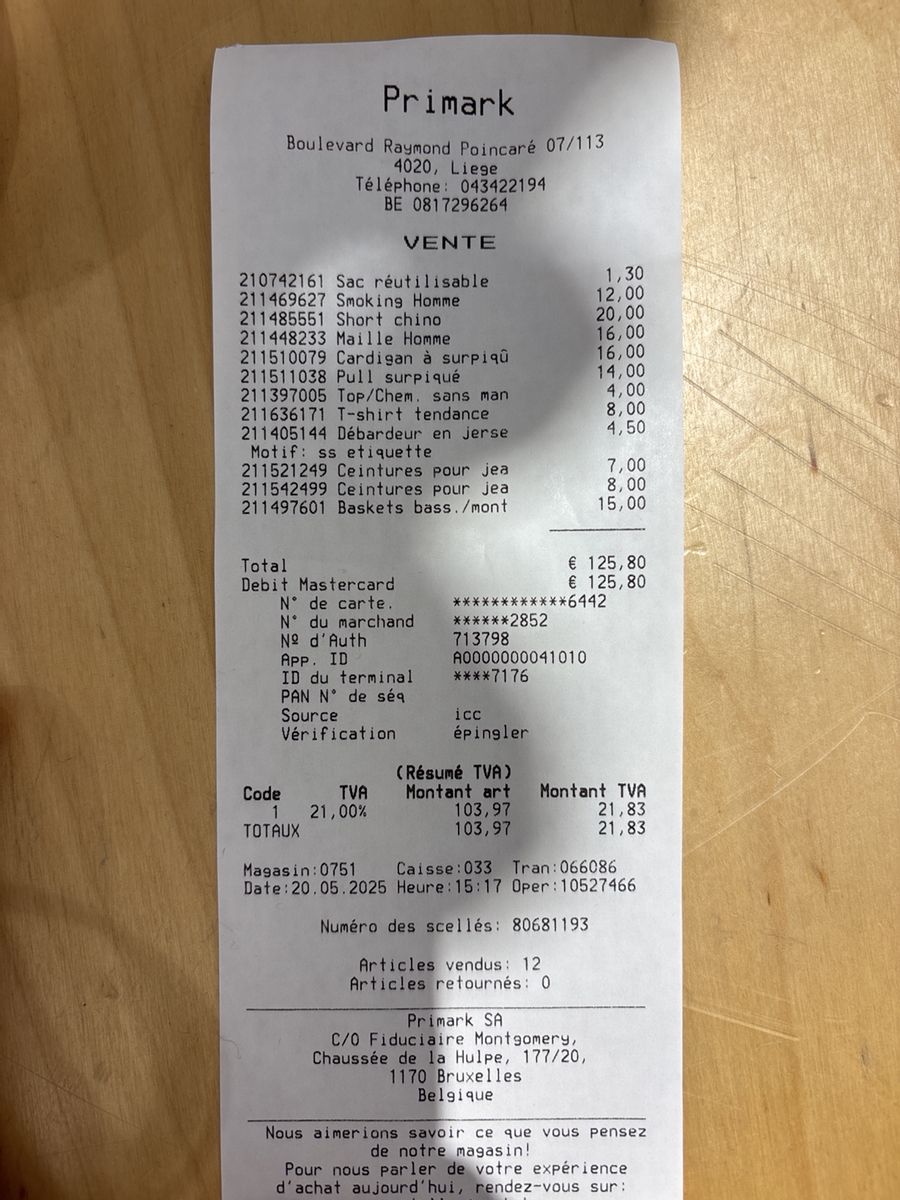 Primark
Boulevard Raymond Poincaré 07/113
4020, Liege
Téléphone: 043422194
BE 0817296264
VENTE
210742161 Sac réutilisable 1,30
211469627 Smoking Homme 12,00
211485551 Short chino 20,00
211448233 Maille Homme 16,00
211510079 Cardigan à surpiqû 16,00
211511038 Pull surpiqué 14,00
211397005 Top/Chem. sans man 4,00
211636171 T-shirt tendance 8,00
211405144 Débardeur en jerse 4,50
Motif: ss etiquette
211521249 Ceintures pour jea 7,00
211542499 Ceintures pour jea 8,00
211497601 Baskets bass./mont 15,00
Total € 125,80
Debit Mastercard € 125,80
N° de carte. ************6442
N° du marchand ******2852
Nº d'Auth 713798
App. ID A0000000041010
ID du terminal ****7176
PAN N° de séq
Source icc
Vérification épingler
(Résumé TVA)
Code TVA Montant art Montant TVA
1 21,00% 103,97 21,83
TOTAUX 103,97 21,83
Magasin:0751 Caisse:033 Tran:066086
Date:20.05.2025 Heure:15:17 Oper:10527466
Numéro des scellés: 80681193
Articles vendus: 12
Articles retournés: 0
Primark SA
C/O Fiduciaire Montgomery,
Chaussée de la Hulpe, 177/20,
1170 Bruxelles
Belgique
Nous aimerions savoir ce que vous pensez
de notre magasin!
Pour nous parler de votre expérience
d'achat aujourd'hui, rendez-vous sur: